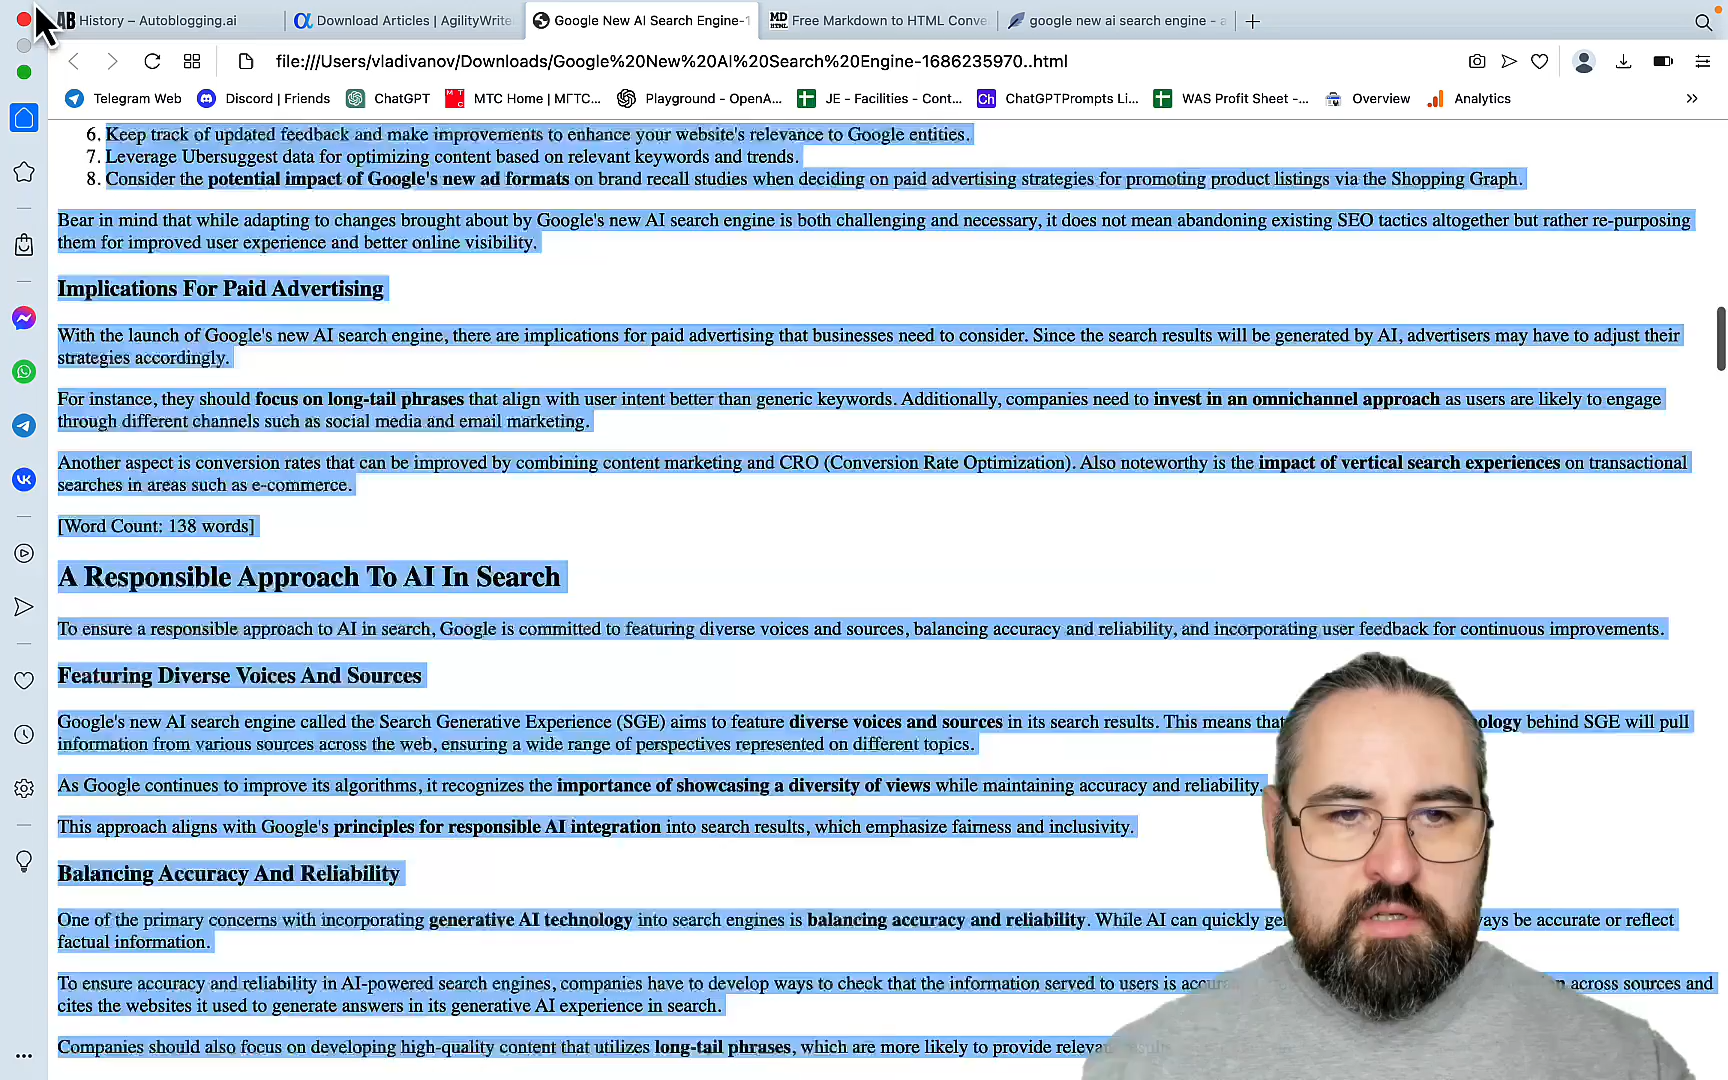 AB History – Autoblogging.ai
α Download Articles | AgilityWrite
Google New AI Search Engine-1
MD HTML Free Markdown to HTML Conve
google new ai search engine - a
file:///Users/vladivanov/Downloads/Google%20New%20AI%20Search%20Engine-1686235970..html
Telegram Web
Discord | Friends
ChatGPT
МТС Home | МГТС...
Playground - OpenA...
JE - Facilities - Cont...
Ch ChatGPTPrompts Li...
WAS Profit Sheet -...
Overview
Analytics
6. Keep track of updated feedback and make improvements to enhance your website's relevance to Google entities.
7. Leverage Ubersuggest data for optimizing content based on relevant keywords and trends.
8. Consider the potential impact of Google's new ad formats on brand recall studies when deciding on paid advertising strategies for promoting product listings via the Shopping Graph.
Bear in mind that while adapting to changes brought about by Google's new AI search engine is both challenging and necessary, it does not mean abandoning existing SEO tactics altogether but rather re-purposing
them for improved user experience and better online visibility.
Implications For Paid Advertising
With the launch of Google's new AI search engine, there are implications for paid advertising that businesses need to consider. Since the search results will be generated by AI, advertisers may have to adjust their
strategies accordingly.
For instance, they should focus on long-tail phrases that align with user intent better than generic keywords. Additionally, companies need to invest in an omnichannel approach as users are likely to engage
through different channels such as social media and email marketing.
Another aspect is conversion rates that can be improved by combining content marketing and CRO (Conversion Rate Optimization). Also noteworthy is the impact of vertical search experiences on transactional
searches in areas such as e-commerce.
[Word Count: 138 words]
A Responsible Approach To AI In Search
To ensure a responsible approach to AI in search, Google is committed to featuring diverse voices and sources, balancing accuracy and reliability, and incorporating user feedback for continuous improvements.
Featuring Diverse Voices And Sources
Google's new AI search engine called the Search Generative Experience (SGE) aims to feature diverse voices and sources in its search results. This means that behind SGE will pull
information from various sources across the web, ensuring a wide range of perspectives represented on different topics.
As Google continues to improve its algorithms, it recognizes the importance of showcasing a diversity of views while maintaining accuracy and reliability.
This approach aligns with Google's principles for responsible AI integration into search results, which emphasize fairness and inclusivity.
Balancing Accuracy And Reliability
One of the primary concerns with incorporating generative AI technology into search engines is balancing accuracy and reliability. While AI can quickly be accurate or reflect
factual information.
To ensure accuracy and reliability in AI-powered search engines, companies have to develop ways to check that the information served to users is across sources and
cites the websites it used to generate answers in its generative AI experience in search.
Companies should also focus on developing high-quality content that utilizes long-tail phrases, which are more likely to provide